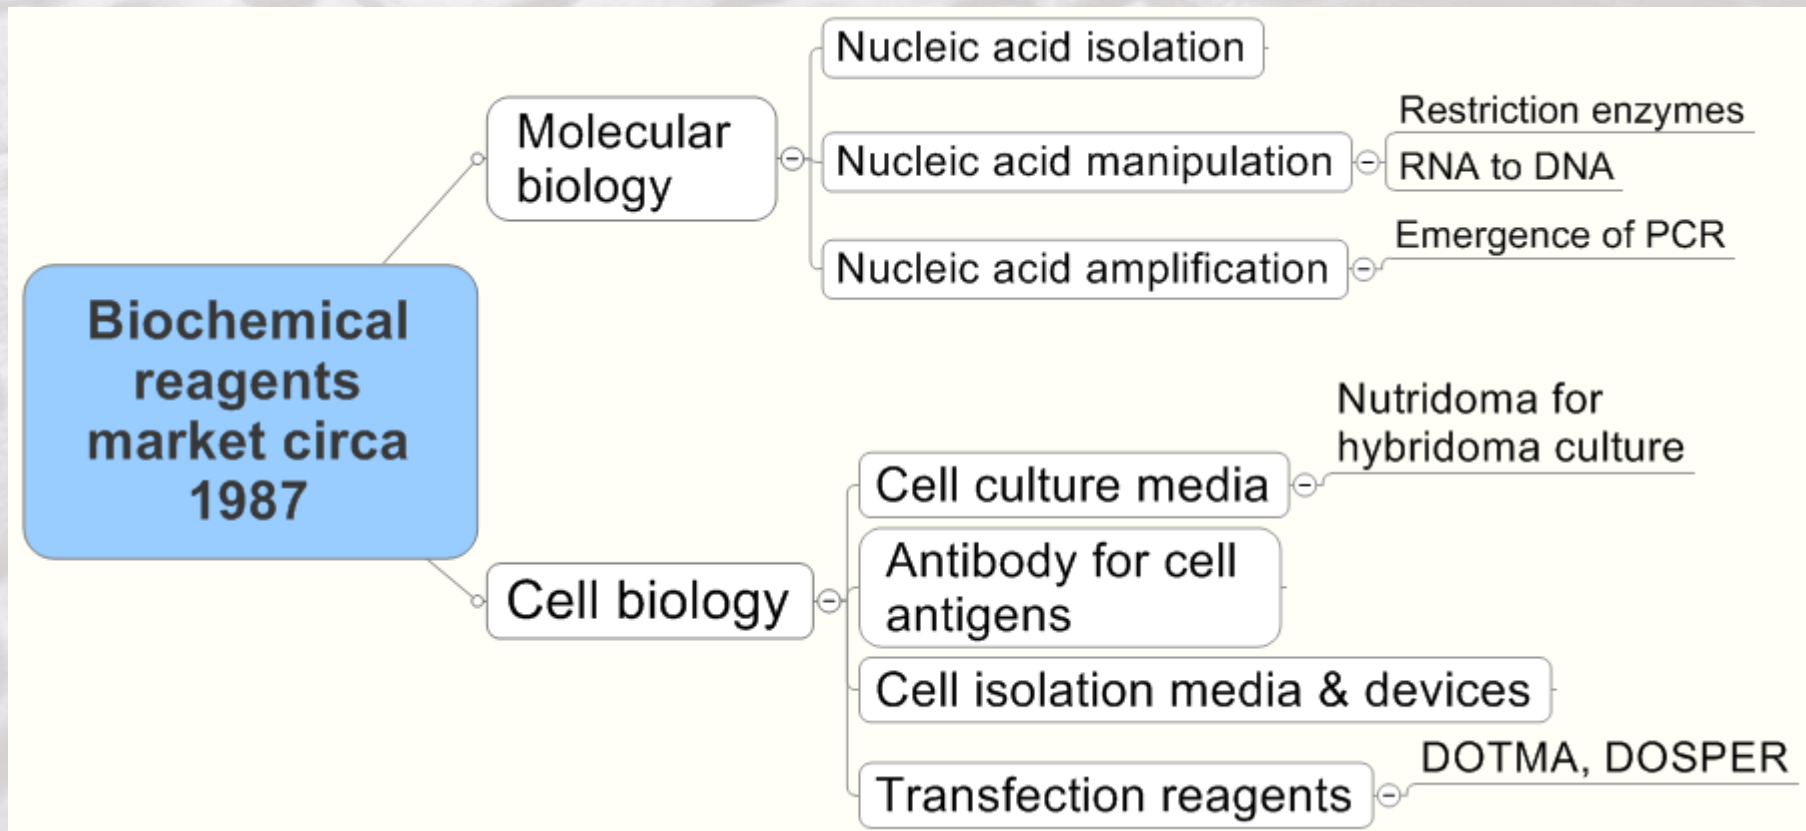 Biochemical
reagents
market circa
1987
Molecular
biology
Nucleic acid isolation
Nucleic acid manipulation
Restriction enzymes
RNA to DNA
Nucleic acid amplification
Emergence of PCR
Cell biology
Cell culture media
Nutridoma for
hybridoma culture
Antibody for cell
antigens
Cell isolation media & devices
Transfection reagents
DOTMA, DOSPER